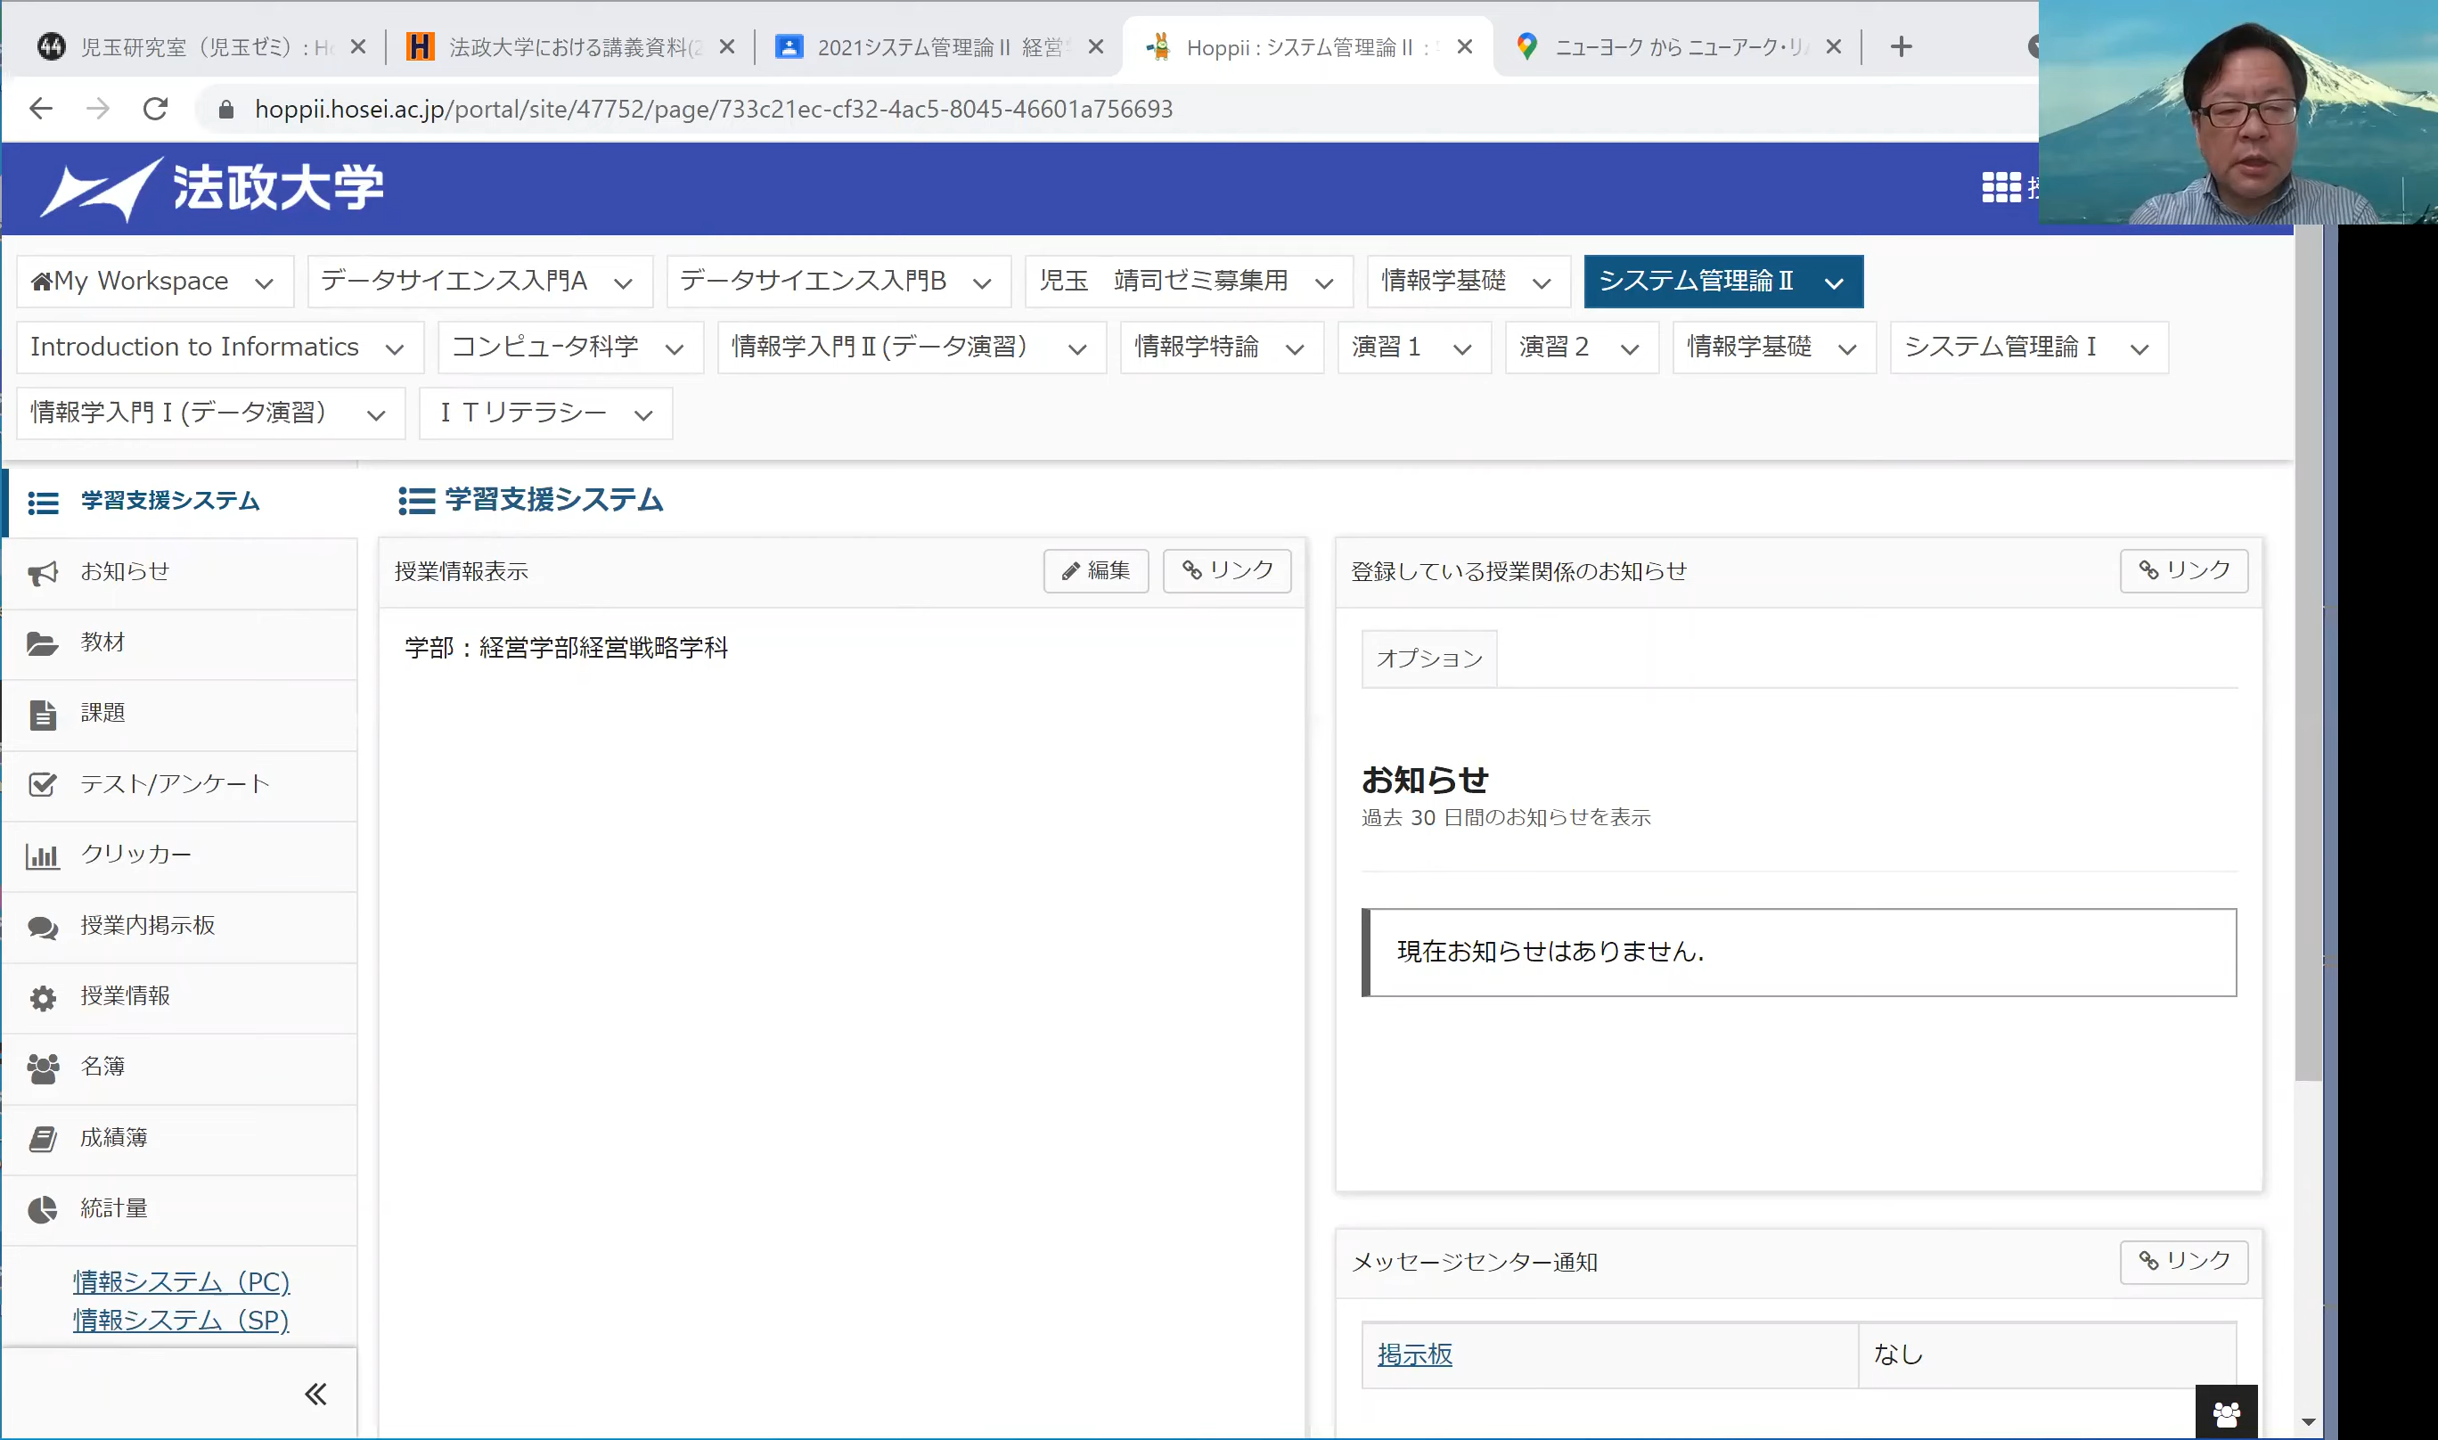 児玉研究室（児玉ゼミ）: H
法政大学における講義資料(2
2021システム管理論Ⅱ 経営
Hoppii : システム管理論Ⅱ :
ニューヨーク から ニューアーク・リ
hoppii.hosei.ac.jp/portal/site/47752/page/733c21ec-cf32-4ac5-8045-46601a756693
法政大学
My Workspace
データサイエンス入門A
データサイエンス入門B
児玉　靖司ゼミ募集用
情報学基礎
システム管理論Ⅱ
Introduction to Informatics
コンピュータ科学
情報学入門Ⅱ(データ演習）
情報学特論
演習１
演習２
情報学基礎
システム管理論Ⅰ
情報学入門Ⅰ(データ演習）
ＩＴリテラシー
学習支援システム
お知らせ
教材
課題
テスト/アンケート
クリッカー
授業内掲示板
授業情報
名簿
成績簿
統計量
情報システム（PC)
情報システム（SP)
学習支援システム
授業情報表示
編集
リンク
学部：経営学部経営戦略学科
登録している授業関係のお知らせ
リンク
オプション
お知らせ
過去 30 日間のお知らせを表示
現在お知らせはありません.
メッセージセンター通知
リンク
掲示板
なし